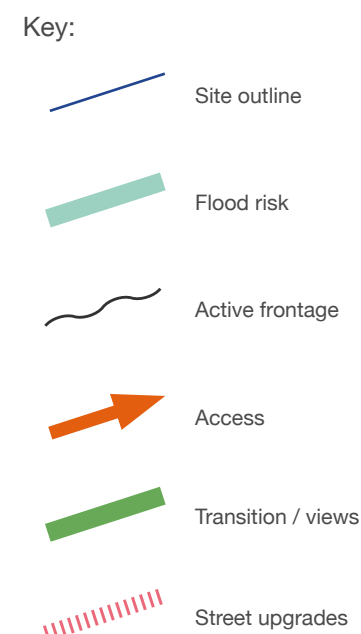 Key:
Site outline
Flood risk
Active frontage
Access
Transition / views
Street upgrades